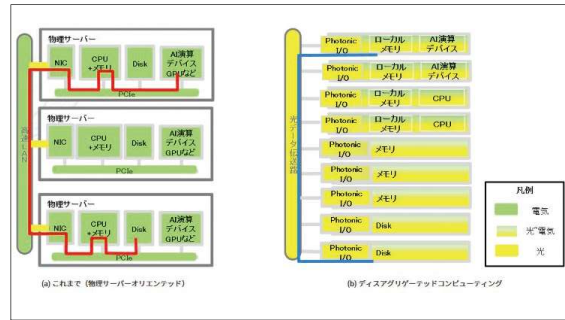 物理サーバー
NIC
CPU
+メモリ
Disk
AI演算
デバイス
GPUなど
PCIe
物理サーバー
NIC
CPU
+メモリ
Disk
AI演算
デバイス
GPUなど
PCIe
物理サーバー
NIC
CPU
+メモリ
Disk
AI演算
デバイス
GPUなど
PCIe
高速LAN
(a) これまで（物理サーバーオリエンテッド）
光データ伝送路
Photonic
I/O
ローカル
メモリ
AI演算
デバイス
Photonic
I/O
ローカル
メモリ
AI演算
デバイス
Photonic
I/O
ローカル
メモリ
CPU
Photonic
I/O
ローカル
メモリ
CPU
Photonic
I/O
メモリ
Photonic
I/O
メモリ
Photonic
I/O
メモリ
Photonic
I/O
Disk
Photonic
I/O
Disk
(b) ディスアグリゲーテッドコンピューティング
凡例
電気
光~電気
光